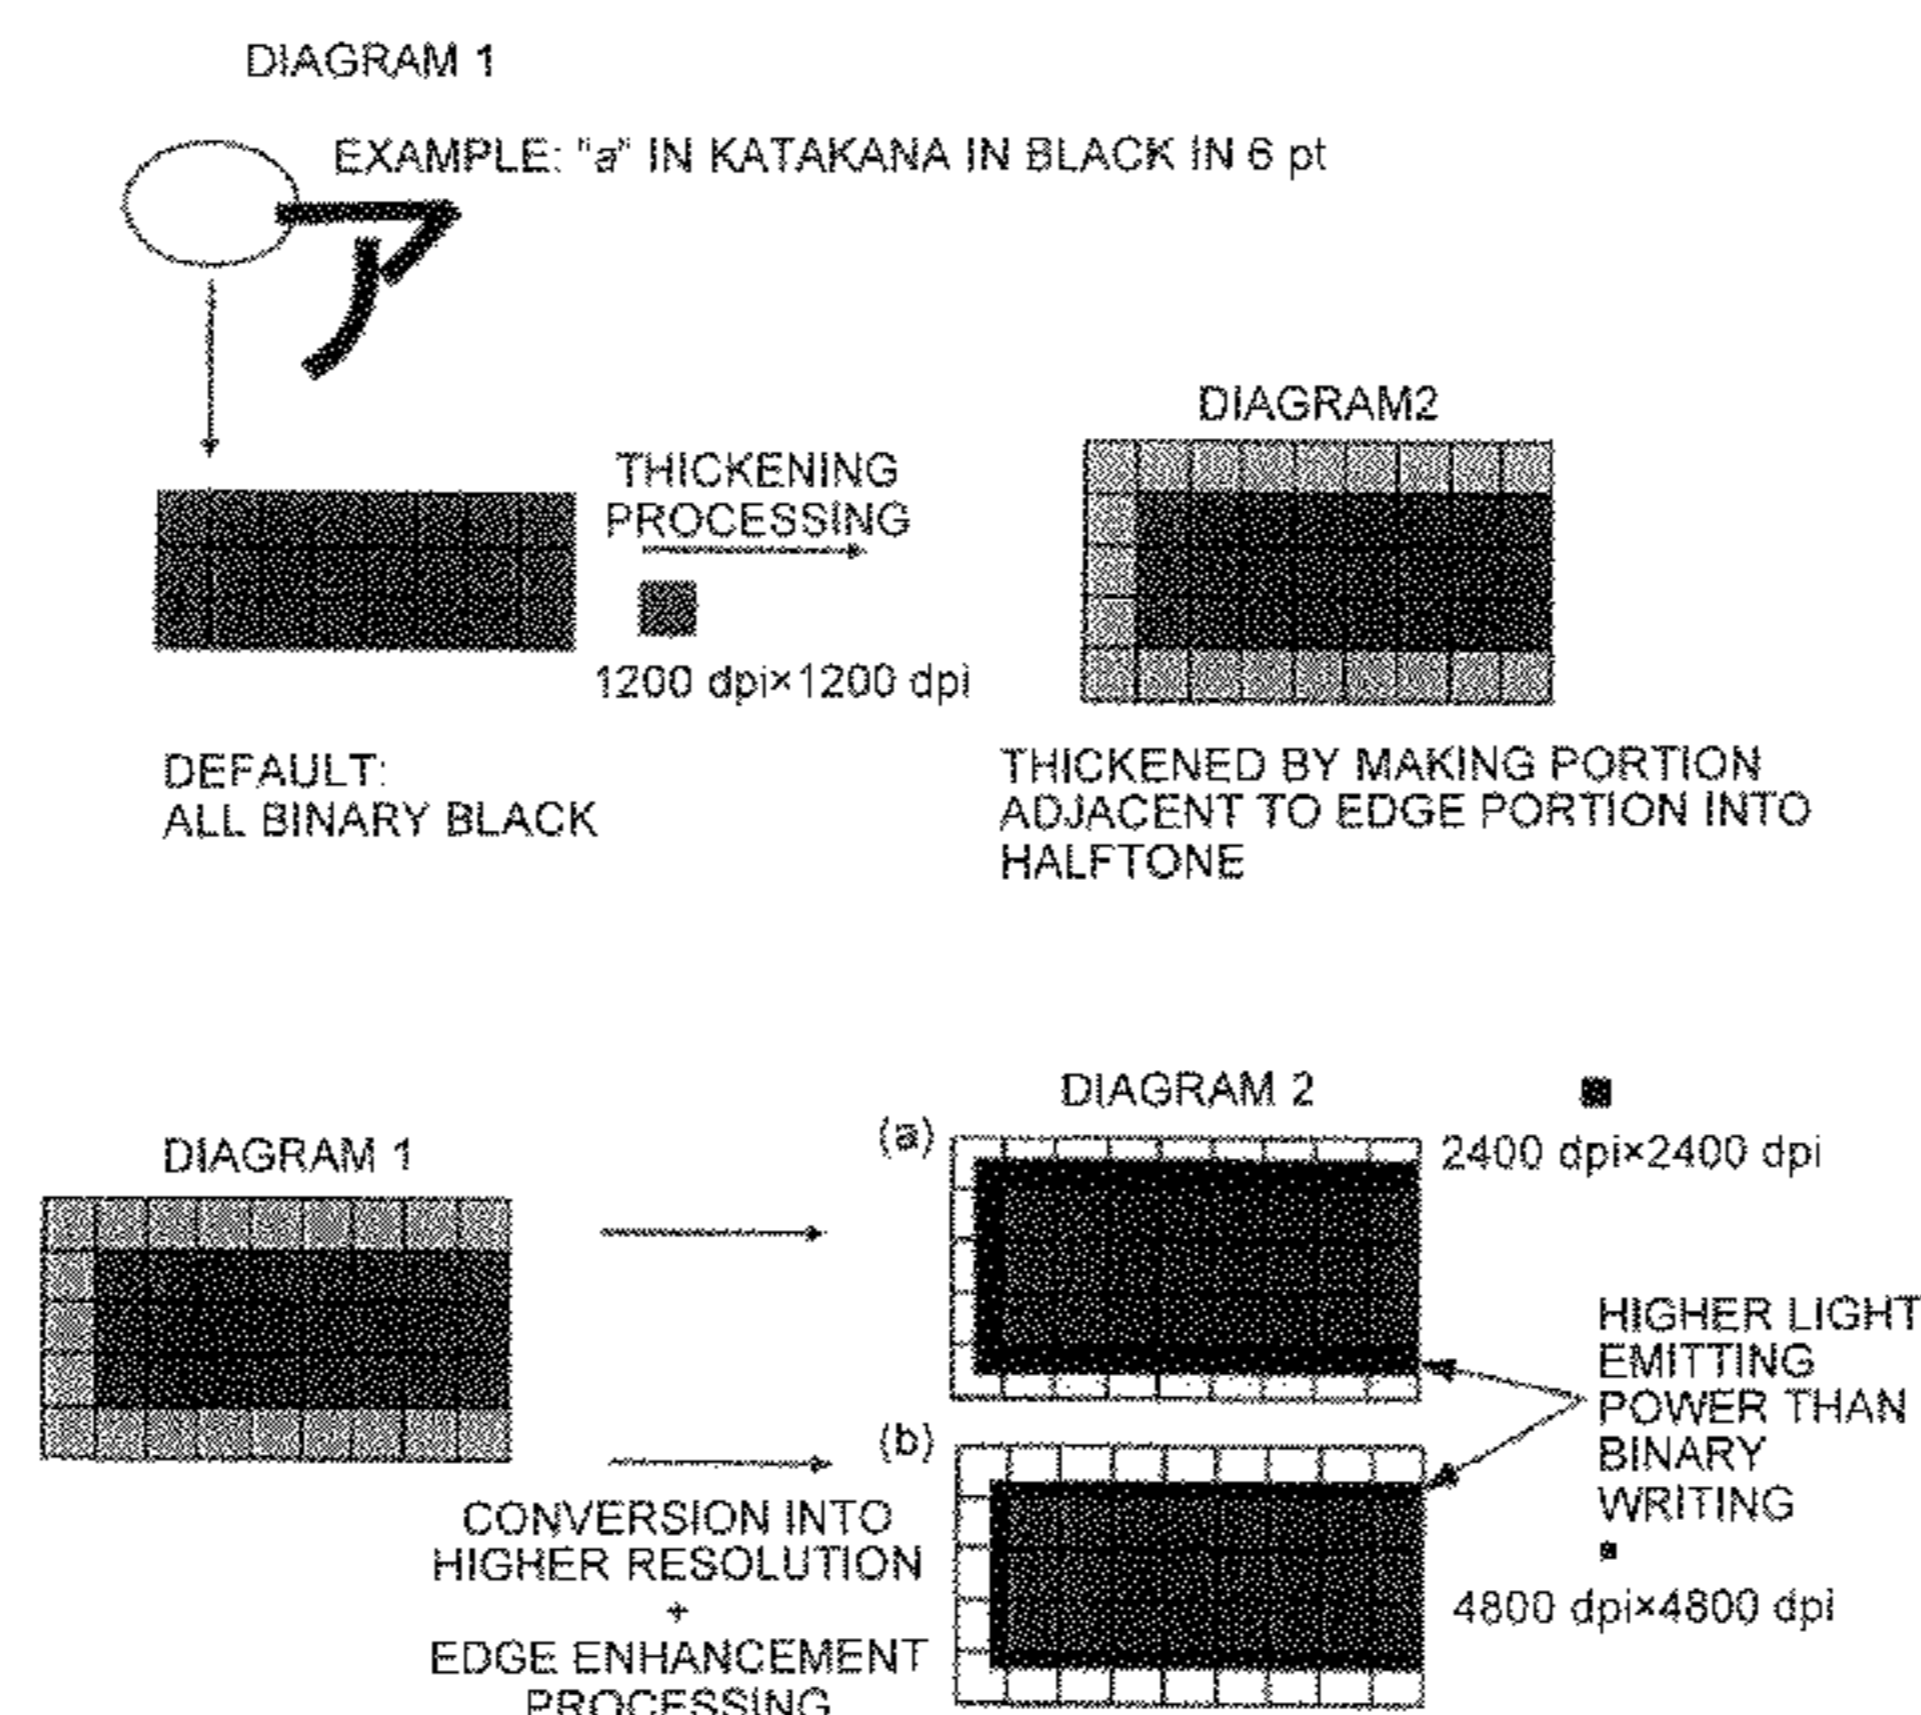 DIAGRAM 1
EXAMPLE: "a" IN KATAKANA IN BLACK IN 6 pt
ア
DIAGRAM2
THICKENING
PROCESSING
1200 dpi×1200 dpi
DEFAULT:
ALL BINARY BLACK
THICKENED BY MAKING PORTION
ADJACENT TO EDGE PORTION INTO
HALFTONE
DIAGRAM 1
DIAGRAM 2
(a)
2400 dpi×2400 dpi
HIGHER LIGHT
EMITTING
POWER THAN
BINARY
WRITING
(b)
4800 dpi×4800 dpi
CONVERSION INTO
HIGHER RESOLUTION
+
EDGE ENHANCEMENT
PROCESSING